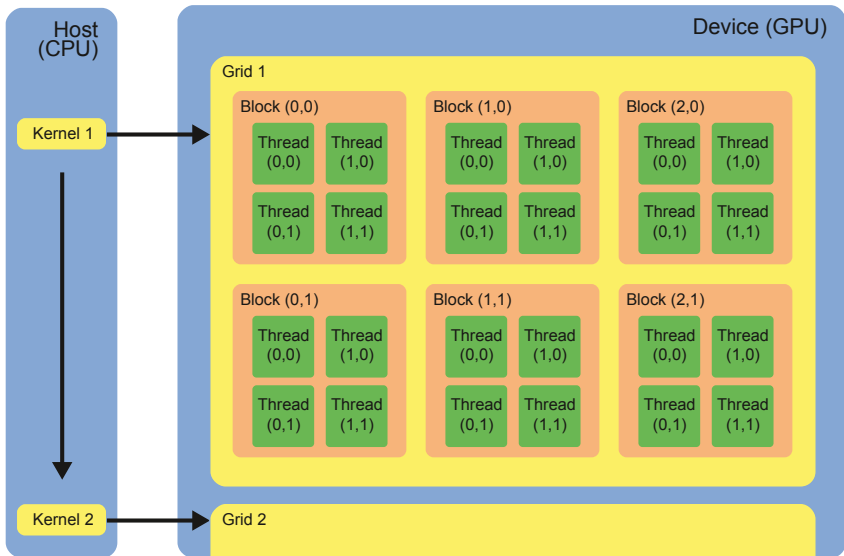 Host
(CPU)
Device (GPU)
Grid 1
Kernel 1
Block (0,0)
Thread
(0,0)
Thread
(1,0)
Thread
(0,1)
Thread
(1,1)
Block (1,0)
Thread
(0,0)
Thread
(1,0)
Thread
(0,1)
Thread
(1,1)
Block (2,0)
Thread
(0,0)
Thread
(1,0)
Thread
(0,1)
Thread
(1,1)
Block (0,1)
Thread
(0,0)
Thread
(1,0)
Thread
(0,1)
Thread
(1,1)
Block (1,1)
Thread
(0,0)
Thread
(1,0)
Thread
(0,1)
Thread
(1,1)
Block (2,1)
Thread
(0,0)
Thread
(1,0)
Thread
(0,1)
Thread
(1,1)
Kernel 2
Grid 2